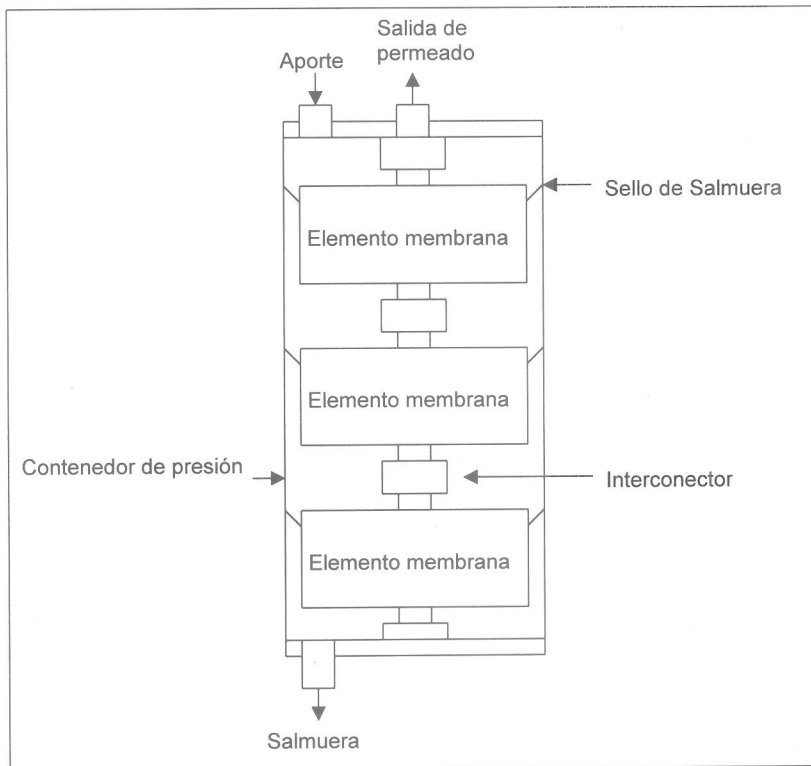 Salida de
permeado
Aporte
Sello de Salmuera
Elemento membrana
Elemento membrana
Contenedor de presión
Interconector
Elemento membrana
Salmuera